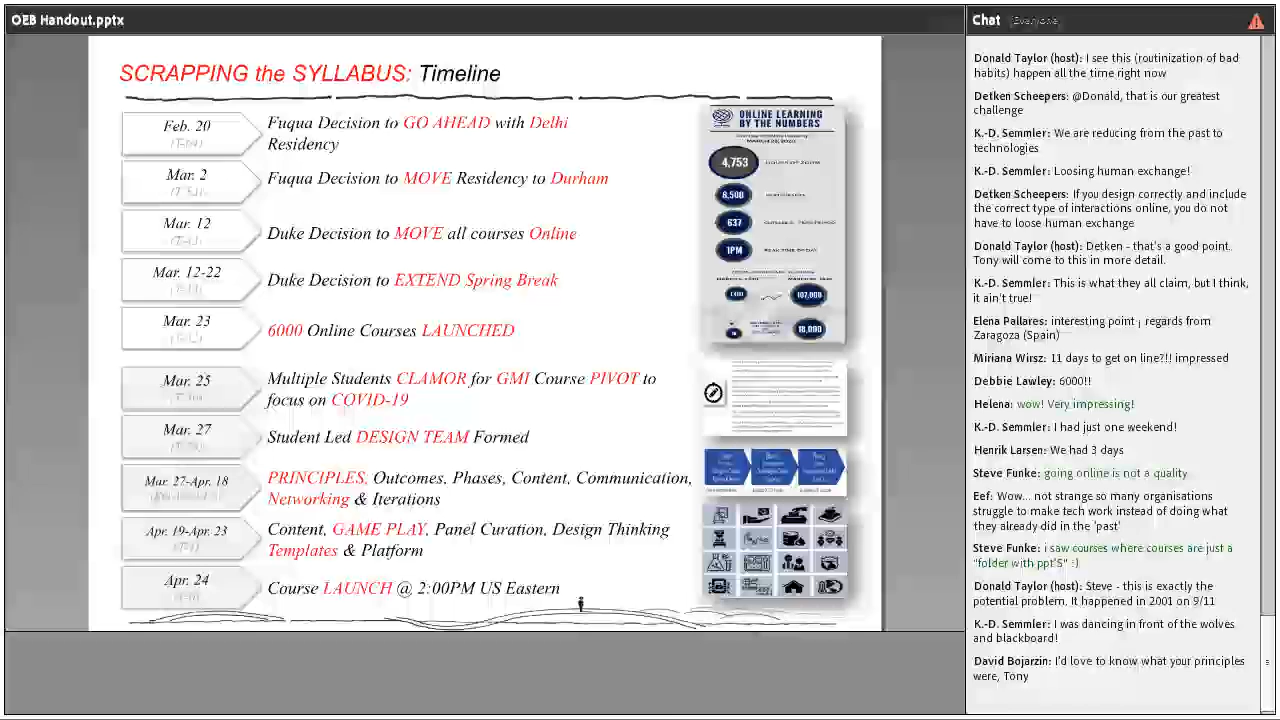 OEB Handout.pptx
SCRAPPING the SYLLABUS: Timeline
Feb. 20
Fuqua Decision to GO AHEAD with Delhi
Residency
Mar. 2
Fuqua Decision to MOVE Residency to Durham
Mar. 12
Duke Decision to MOVE all courses Online
Mar. 12-22
Duke Decision to EXTEND Spring Break
Mar. 23
6000 Online Courses LAUNCHED
Mar. 25
Multiple Students CLAMOR for GMI Course PIVOT to
focus on COVID-19
Mar. 27
Student Led DESIGN TEAM Formed
Mar. 27-Apr. 18
PRINCIPLES, Outcomes, Phases, Content, Communication,
Networking & Iterations
Apr. 19-Apr. 23
Content, GAME PLAY, Panel Curation, Design Thinking
Templates & Platform
Apr. 24
Course LAUNCH @ 2:00PM US Eastern
ONLINE LEARNING
BY THE NUMBERS
4,753
8,500
637
1PM
107,000
18,000
Chat (Everyone)
Donald Taylor (host): I see this (routinization of bad
habits) happen all the time right now
Detken Scheepers: @Donald, that is our greatest
challenge
K.-D. Semmler: We are reducing from the past to
technologies
K.-D. Semmler: Loosing human exchange!
Detken Scheepers: If you design correctly and include
the correct type of interactions online, you do not
have to loose human exchange
Donald Taylor (host): Detken - that's a good point.
Tony will come to this in more detail.
K.-D. Semmler: This is what they all claim, but I think,
it ain't true!
Elena Pallares: interesting point, regards from
Zaragoza (Spain)
Miriana Wirsz: 11 days to get on line?!!! Impressed
Debbie Lawley: 6000!!
Helena: wow! Very impressing!
K.-D. Semmler: I had just one weekend!
Henrik Larsen: We had 3 days
Steve Funke: going online is not a quality
Eef: Wow... not strange so many organisations
struggle to make tech work instead of doing what
they already did in the 'past'
Steve Funke: i saw courses where courses are just a
"folder with ppt'S" :)
Donald Taylor (host): Steve - this is exactly the
potential problem. It happened in 2001 on 9/11
K.-D. Semmler: I was dancing in front of the wolves
and blackboard!
David Bojarzin: I'd love to know what your principles
were, Tony